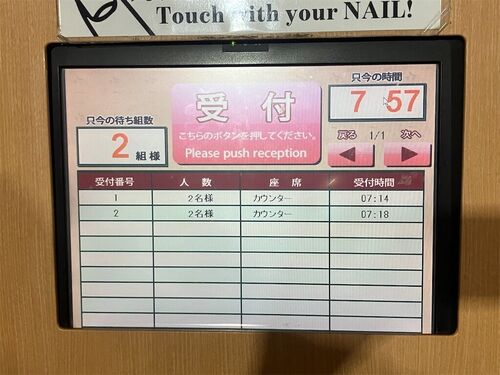 Touch with your NAIL!
只今の待ち組数
2 組様
受付
こちらのボタンを押してください。
Please push reception
只今の時間
7 57
戻る 1/1 次へ
受付番号 人数 座席 受付時間
1 2名様 カウンター 07:14
2 2名様 カウンター 07:18